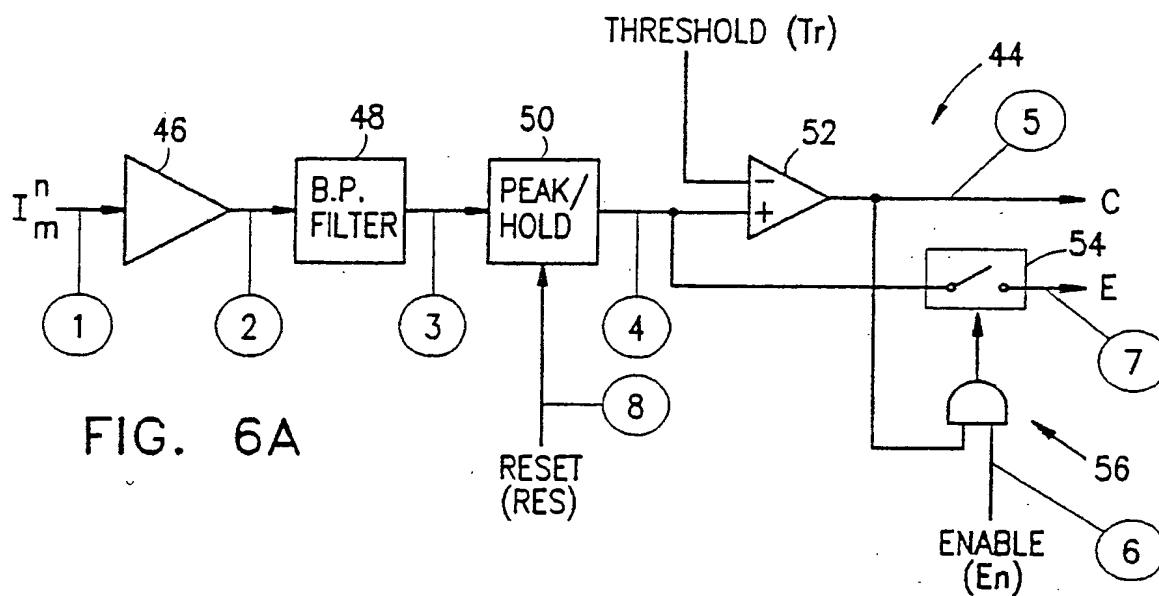 THRESHOLD (Tr)
44
46
48
50
52
5
I n m
B.P.
FILTER
PEAK/
HOLD
−
+
C
54
E
1
2
3
4
7
8
FIG. 6A
RESET
(RES)
56
ENABLE
(En)
6